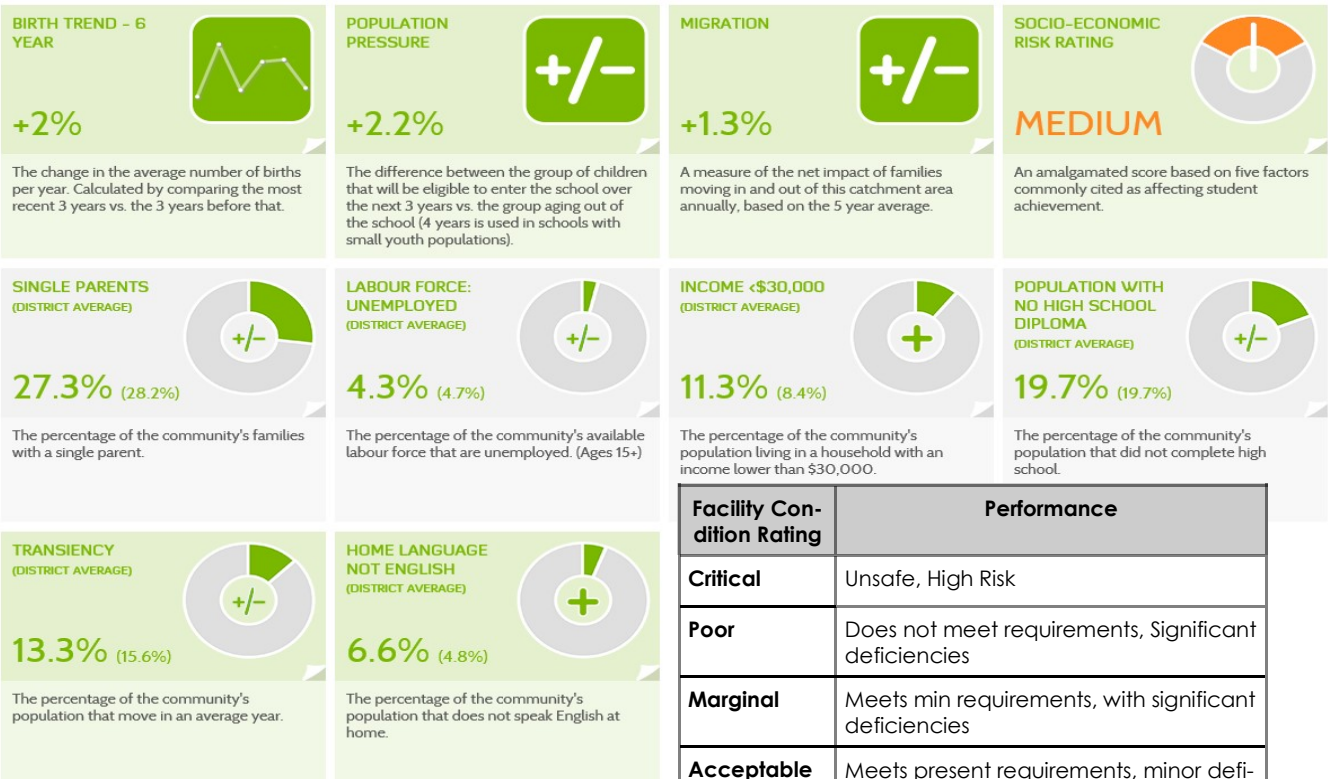 BIRTH TREND - 6
YEAR
+2%
The change in the average number of births
per year. Calculated by comparing the most
recent 3 years vs. the 3 years before that.
POPULATION
PRESSURE
+/-
+2.2%
The difference between the group of children
that will be eligible to enter the school over
the next 3 years vs. the group aging out of
the school (4 years is used in schools with
small youth populations).
MIGRATION
+/-
+1.3%
A measure of the net impact of families
moving in and out of this catchment area
annually, based on the 5 year average.
SOCIO-ECONOMIC
RISK RATING
MEDIUM
An amalgamated score based on five factors
commonly cited as affecting student
achievement.
SINGLE PARENTS
(DISTRICT AVERAGE)
+/-
27.3% (28.2%)
The percentage of the community's families
with a single parent.
LABOUR FORCE:
UNEMPLOYED
(DISTRICT AVERAGE)
+/-
4.3% (4.7%)
The percentage of the community's available
labour force that are unemployed. (Ages 15+)
INCOME <$30,000
(DISTRICT AVERAGE)
+
11.3% (8.4%)
The percentage of the community's
population living in a household with an
income lower than $30,000.
POPULATION WITH
NO HIGH SCHOOL
DIPLOMA
(DISTRICT AVERAGE)
+/-
19.7% (19.7%)
The percentage of the community's
population that did not complete high
school.
TRANSIENCY
(DISTRICT AVERAGE)
+/-
13.3% (15.6%)
The percentage of the community's
population that move in an average year.
HOME LANGUAGE
NOT ENGLISH
(DISTRICT AVERAGE)
+
6.6% (4.8%)
The percentage of the community's
population that does not speak English at
home.
Facility Con-
dition Rating
Performance
Critical
Unsafe, High Risk
Poor
Does not meet requirements, Significant
deficiencies
Marginal
Meets min requirements, with significant
deficiencies
Acceptable
Meets present requirements, minor defi-